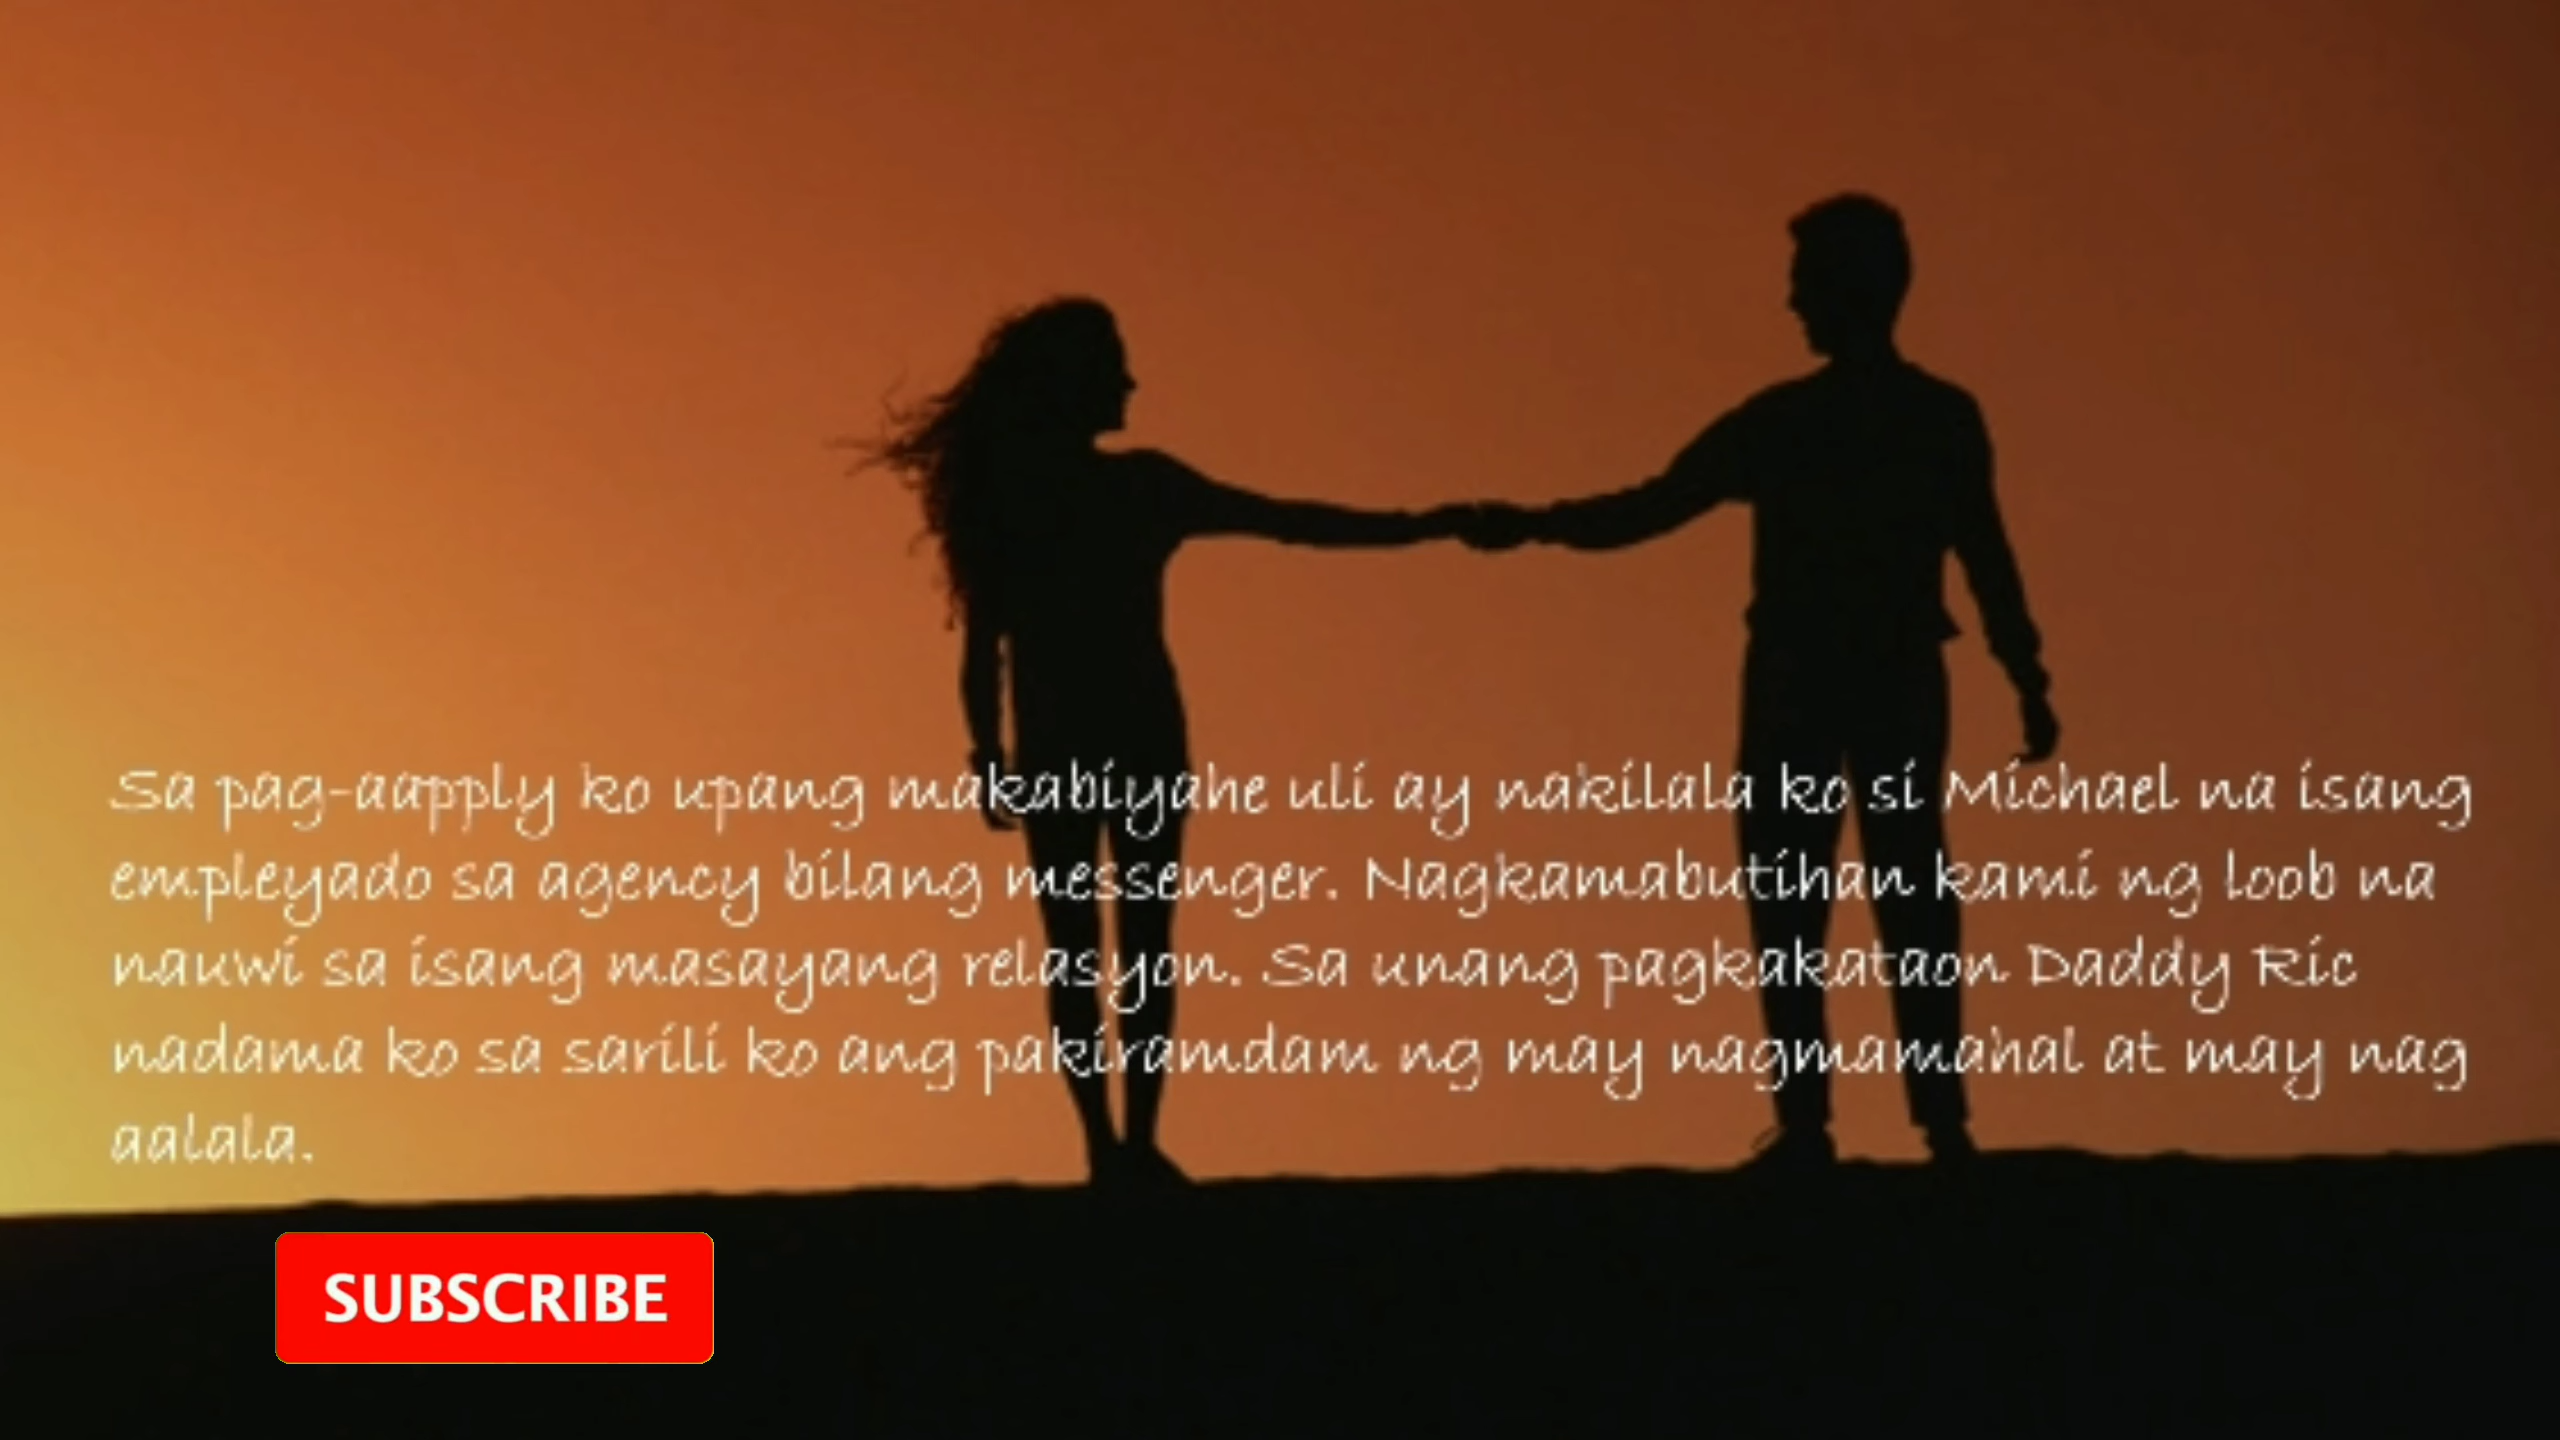 Sa pag-aapply ko upang makabiyahe uli ay nakilala ko si Michael na isang
empleyado sa agency bilang messenger. Nagkamabutihan kami ng loob na
nauwi sa isang masayang relasyon. Sa unang pagkakataon Daddy Ric
nadama ko sa sarili ko ang pakiramdam ng may nagmamahal at may nag
aalala.
SUBSCRIBE